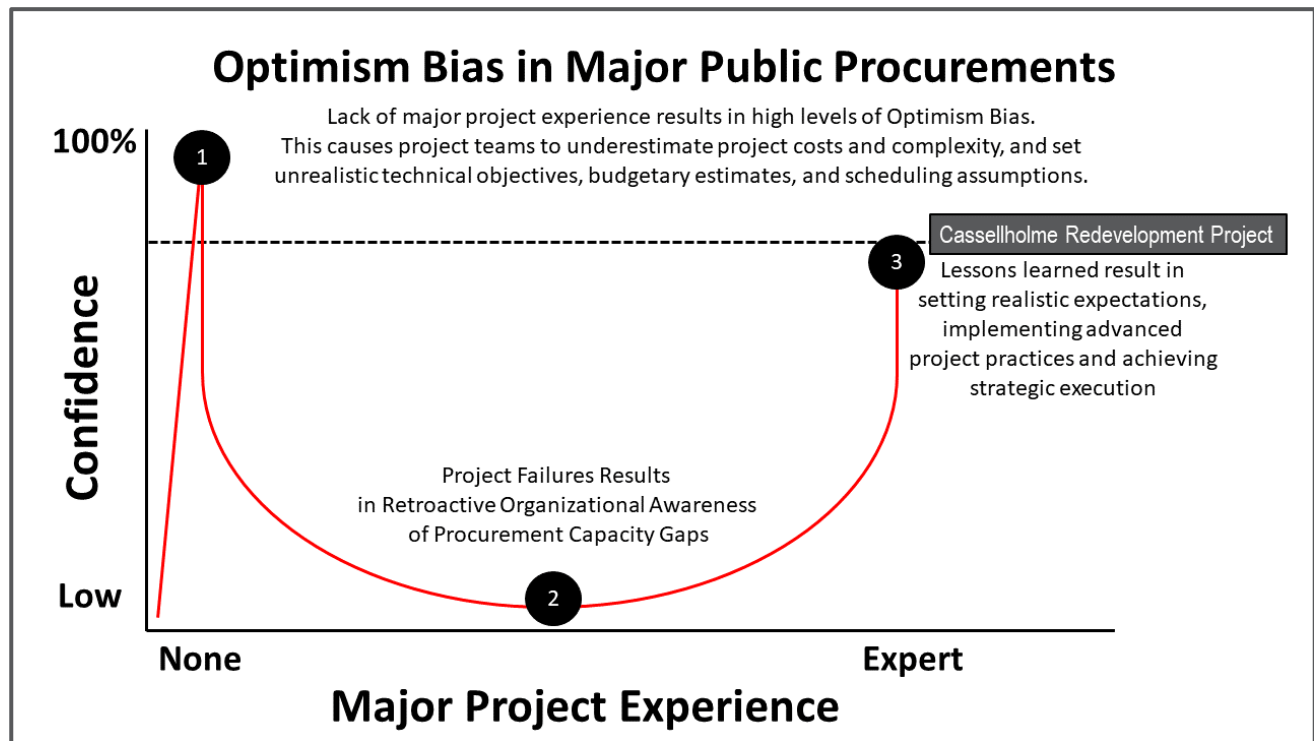 Optimism Bias in Major Public Procurements
Lack of major project experience results in high levels of Optimism Bias.
This causes project teams to underestimate project costs and complexity, and set
unrealistic technical objectives, budgetary estimates, and scheduling assumptions.
100%
1
Cassellholme Redevelopment Project
3
Lessons learned result in
setting realistic expectations,
implementing advanced
project practices and achieving
strategic execution
Confidence
Project Failures Results
in Retroactive Organizational Awareness
of Procurement Capacity Gaps
Low
2
None
Expert
Major Project Experience